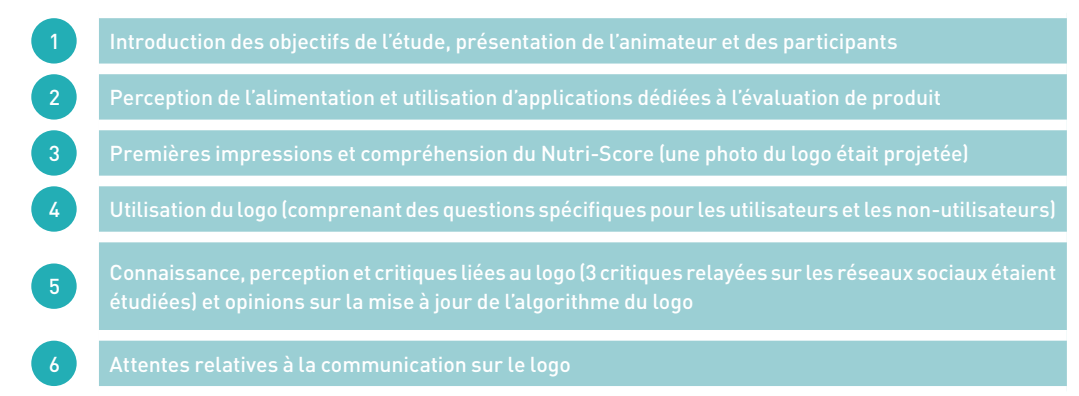 1
Introduction des objectifs de l'étude, présentation de l'animateur et des participants
2
Perception de l'alimentation et utilisation d'applications dédiées à l'évaluation de produit
3
Premières impressions et compréhension du Nutri-Score (une photo du logo était projetée)
4
Utilisation du logo (comprenant des questions spécifiques pour les utilisateurs et les non-utilisateurs)
5
Connaissance, perception et critiques liées au logo (3 critiques relayées sur les réseaux sociaux étaient
étudiées) et opinions sur la mise à jour de l'algorithme du logo
6
Attentes relatives à la communication sur le logo